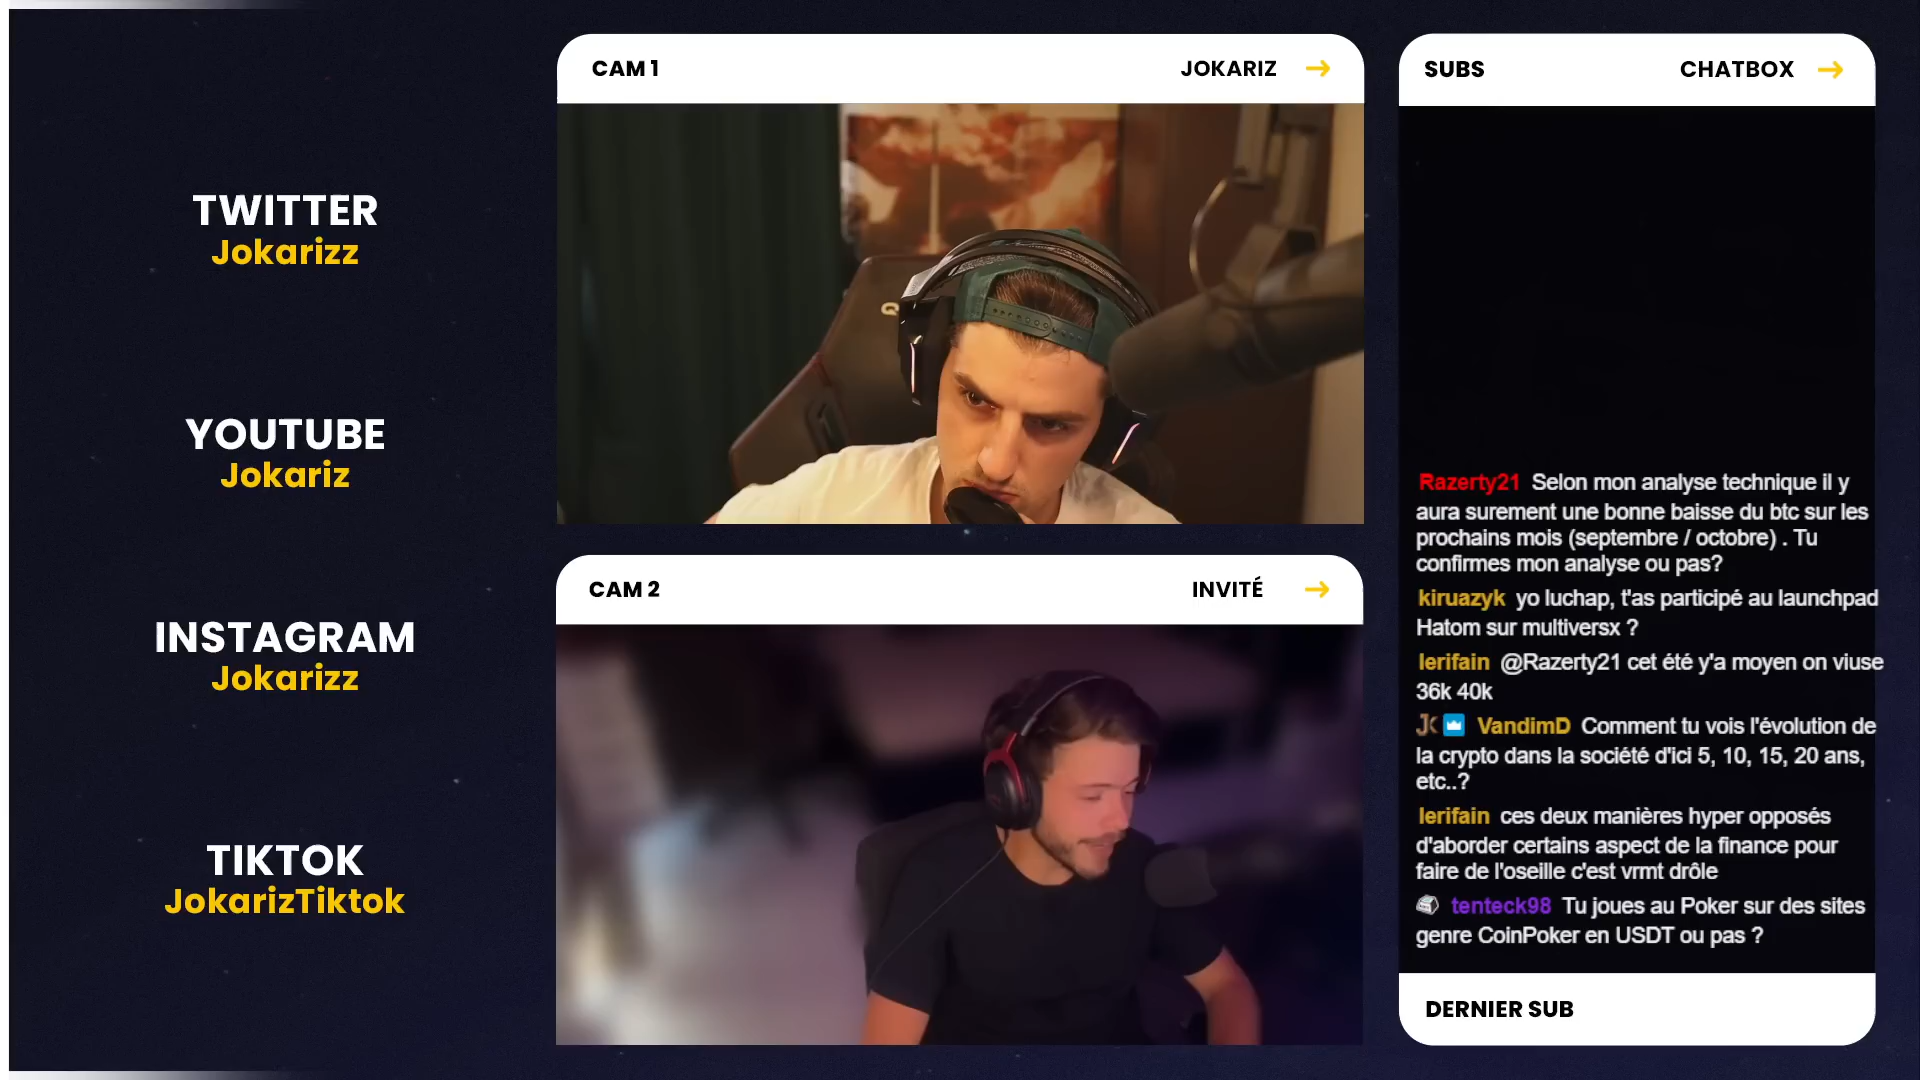 TWITTER
Jokarizz
YOUTUBE
Jokariz
INSTAGRAM
Jokarizz
TIKTOK
JokarizTiktok
CAM 1 JOKARIZ
CAM 2 INVITÉ
SUBS CHATBOX
Razerty21 Selon mon analyse technique il y
aura surement une bonne baisse du btc sur les
prochains mois (septembre / octobre) . Tu
confirmes mon analyse ou pas?
kiruazyk yo luchap, t'as participé au launchpad
Hatom sur multiversx ?
lerifain @Razerty21 cet été y'a moyen on viuse
36k 40k
JK VandimD Comment tu vois l'évolution de
la crypto dans la société d'ici 5, 10, 15, 20 ans,
etc..?
lerifain ces deux manières hyper opposés
d'aborder certains aspect de la finance pour
faire de l'oseille c'est vrmt drôle
tenteck98 Tu joues au Poker sur des sites
genre CoinPoker en USDT ou pas ?
DERNIER SUB